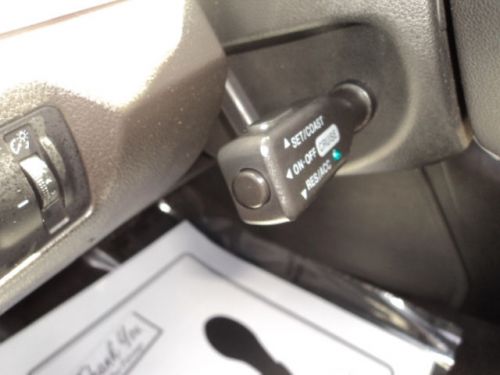 ▲ SET/COAST
◀ ON-OFF CRUISE
▼ RES/ACC
Thank You